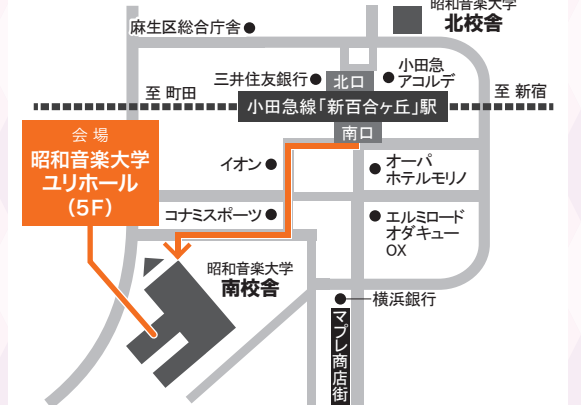 昭和音楽大学
北校舎
麻生区総合庁舎
三井住友銀行
北口
小田急
アコルデ
至 町田
至 新宿
小田急線「新百合ヶ丘」駅
南口
会 場
昭和音楽大学
ユリホール
(5F)
イオン
オーパ
ホテルモリノ
コナミスポーツ
エルミロード
オダキュー
OX
昭和音楽大学
南校舎
横浜銀行
マプレ商店街